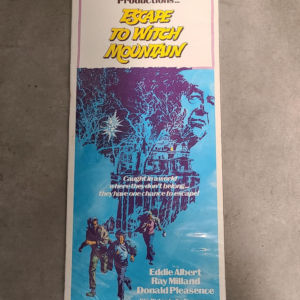 Productions...
ESCAPE
TO WITCH
MOUNTAIN
Caught in a world
where they don't belong...
they have one chance to escape!
Eddie Albert
Ray Milland
Donald Pleasence